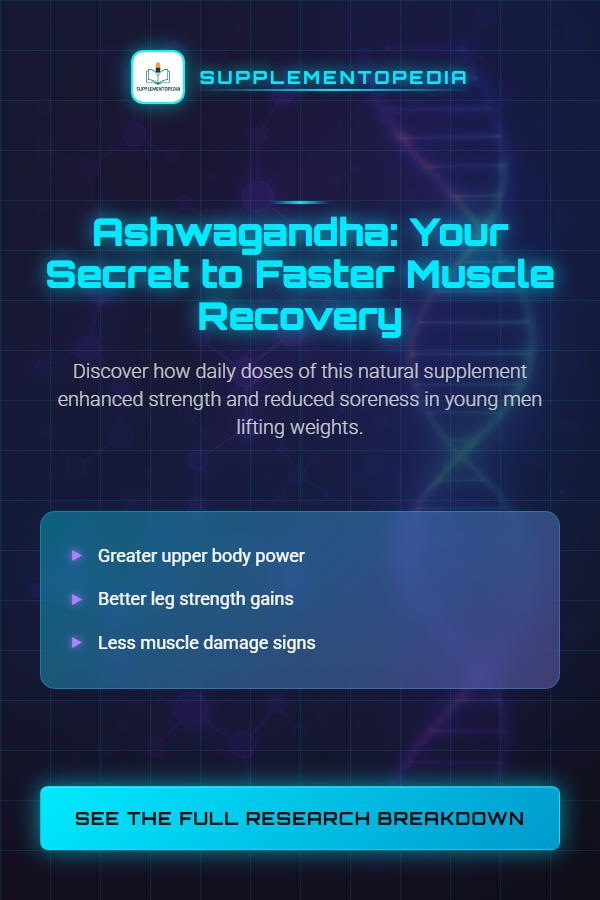 SUPPLEMENTOPEDIA
SUPPLEMENTOPEDIA
Ashwagandha: Your
Secret to Faster Muscle
Recovery
Discover how daily doses of this natural supplement
enhanced strength and reduced soreness in young men
lifting weights.
Greater upper body power
Better leg strength gains
Less muscle damage signs
SEE THE FULL RESEARCH BREAKDOWN